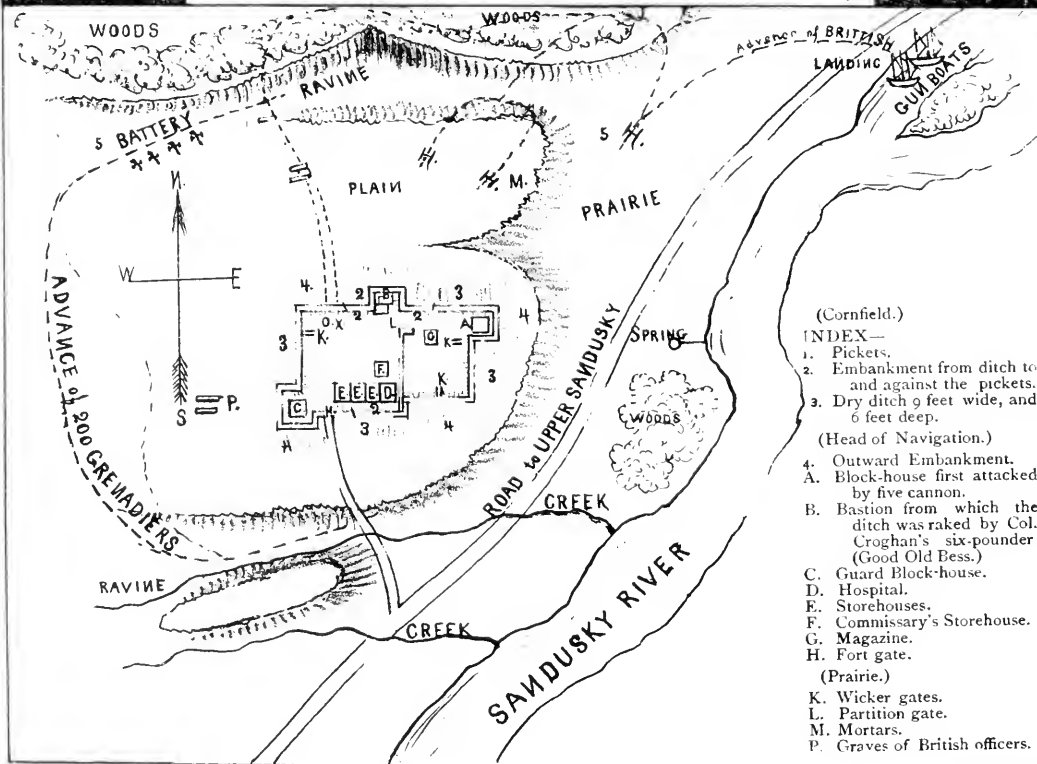 WOODS
WOODS
Advance of BRITISH
LANDING
GUN BOATS
RAVINE
5 BATTERY
S
H.
H.
H.
M.
PLAIN
PRAIRIE
N.
W E
S
P.
ADVANCE of 200 GRENADIERS
4. 2 B 1 3
2 2
O X L G A 4
3 K. K
F. 3
K
E E E D
C 2
H
H 3 4
SPRING
WOODS
ROAD to UPPER SANDUSKY
CREEK
RAVINE
CREEK
SANDUSKY RIVER
(Cornfield.)
INDEX—
1. Pickets.
2. Embankment from ditch to
and against the pickets.
3. Dry ditch 9 feet wide, and
6 feet deep.
(Head of Navigation.)
4. Outward Embankment.
A. Block-house first attacked
by five cannon.
B. Bastion from which the
ditch was raked by Col.
Croghan's six-pounder
(Good Old Bess.)
C. Guard Block-house.
D. Hospital.
E. Storehouses.
F. Commissary's Storehouse.
G. Magazine.
H. Fort gate.
(Prairie.)
K. Wicker gates.
L. Partition gate.
M. Mortars.
P. Graves of British officers.